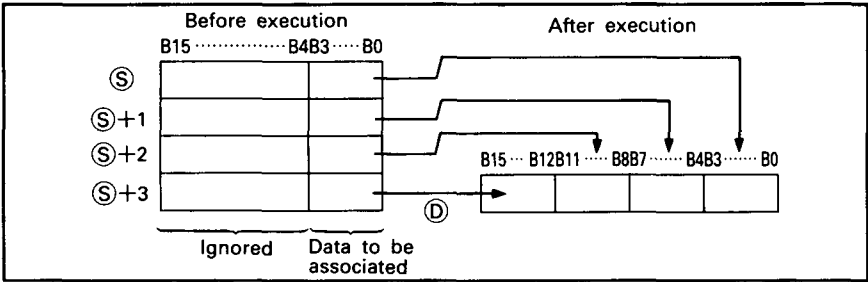 Before execution
After execution
B15 ·············· B4B3 ····· B0
Ⓢ
Ⓢ+1
Ⓢ+2
B15 ··· B12B11 ···· B8B7 ······ B4B3 ······ B0
Ⓢ+3
Ⓓ
Ignored
Data to be
associated